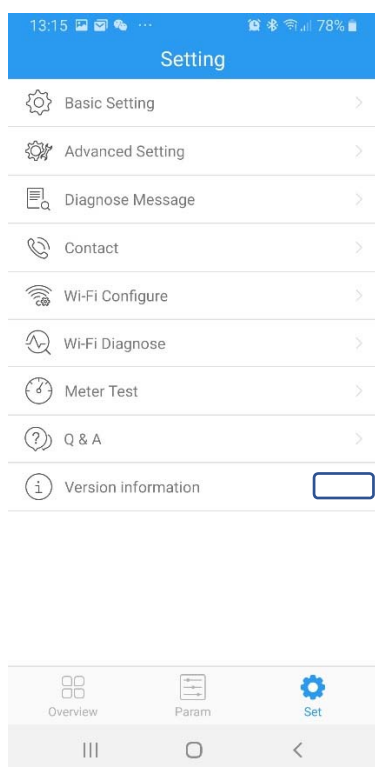 13:15 ... 78%
Setting
Basic Setting
Advanced Setting
Diagnose Message
Contact
Wi-Fi Configure
Wi-Fi Diagnose
Meter Test
Q & A
Version information
Overview Param Set